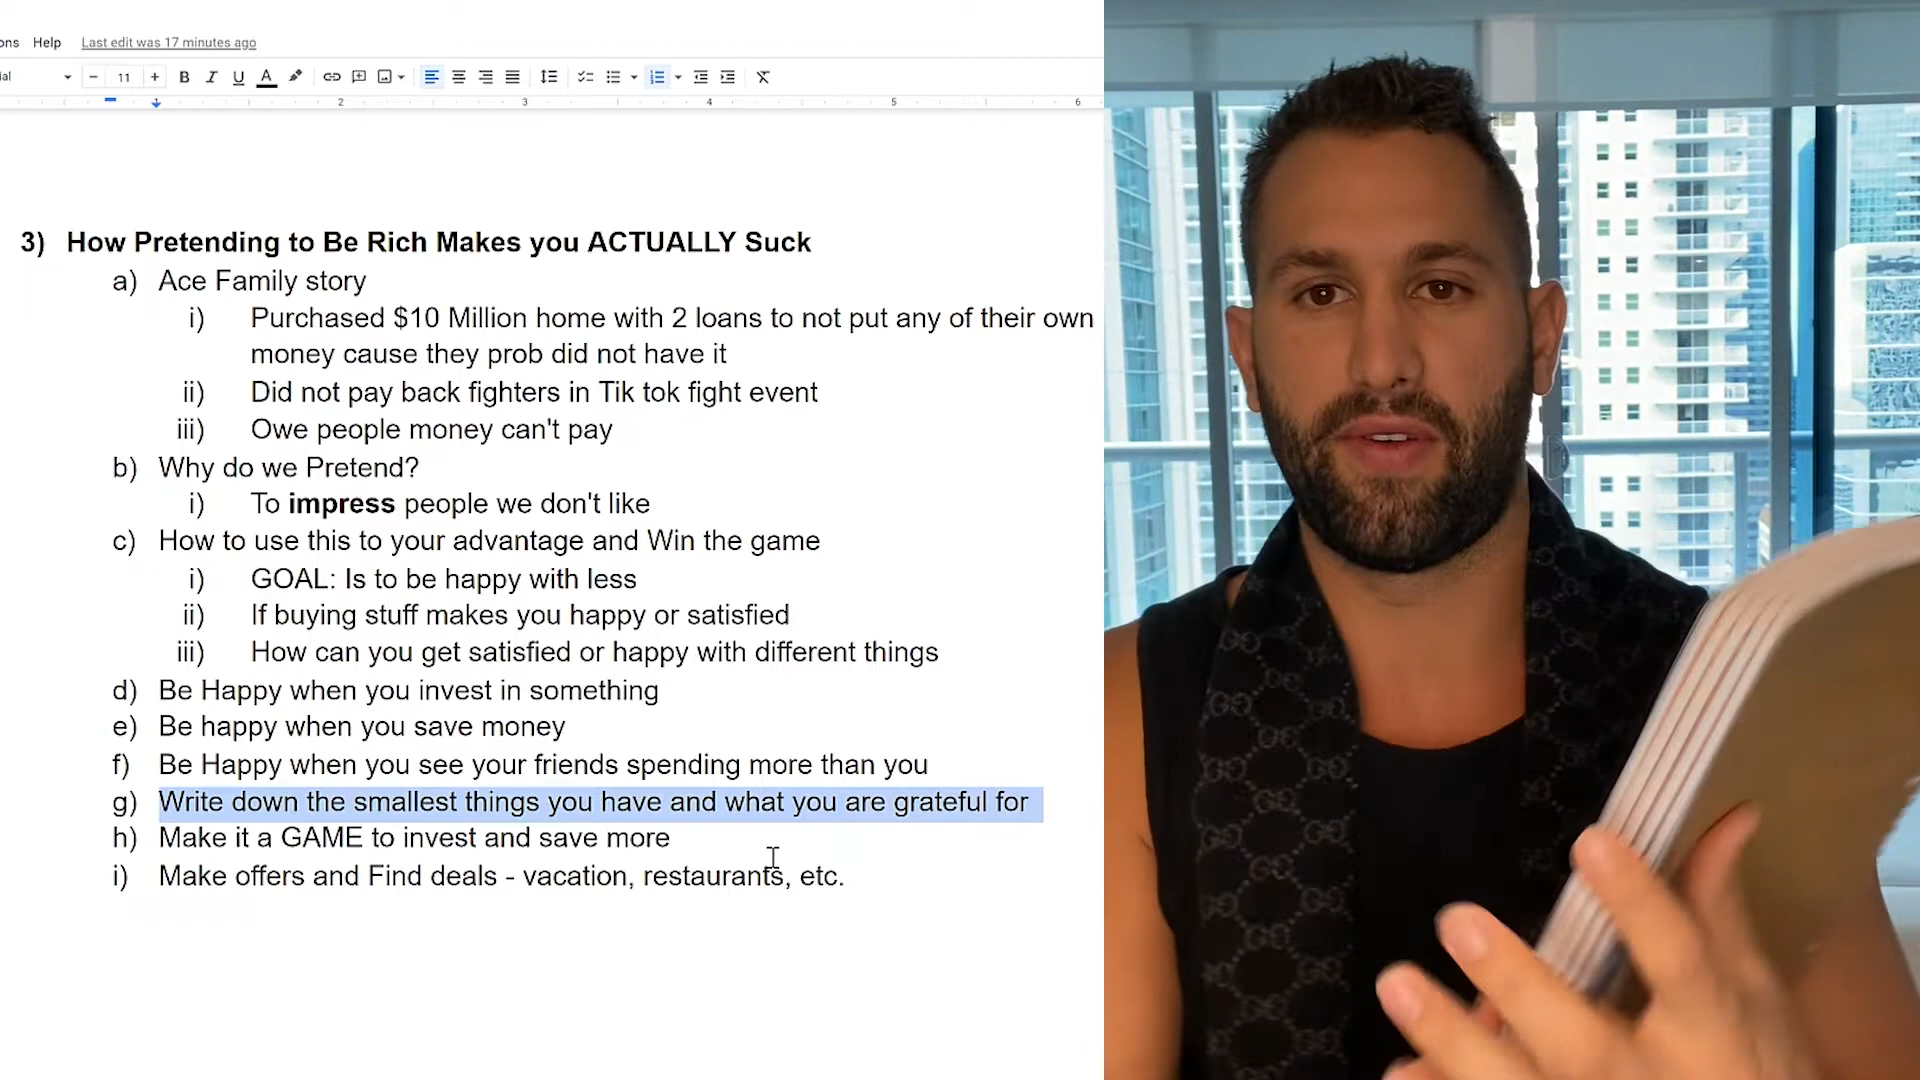 ons Help Last edit was 17 minutes ago
ial 11 B I U A
2 3 4 5 6
3) How Pretending to Be Rich Makes you ACTUALLY Suck
a) Ace Family story
i) Purchased $10 Million home with 2 loans to not put any of their own
money cause they prob did not have it
ii) Did not pay back fighters in Tik tok fight event
iii) Owe people money can't pay
b) Why do we Pretend?
i) To impress people we don't like
c) How to use this to your advantage and Win the game
i) GOAL: Is to be happy with less
ii) If buying stuff makes you happy or satisfied
iii) How can you get satisfied or happy with different things
d) Be Happy when you invest in something
e) Be happy when you save money
f) Be Happy when you see your friends spending more than you
g) Write down the smallest things you have and what you are grateful for
h) Make it a GAME to invest and save more
i) Make offers and Find deals - vacation, restaurants, etc.